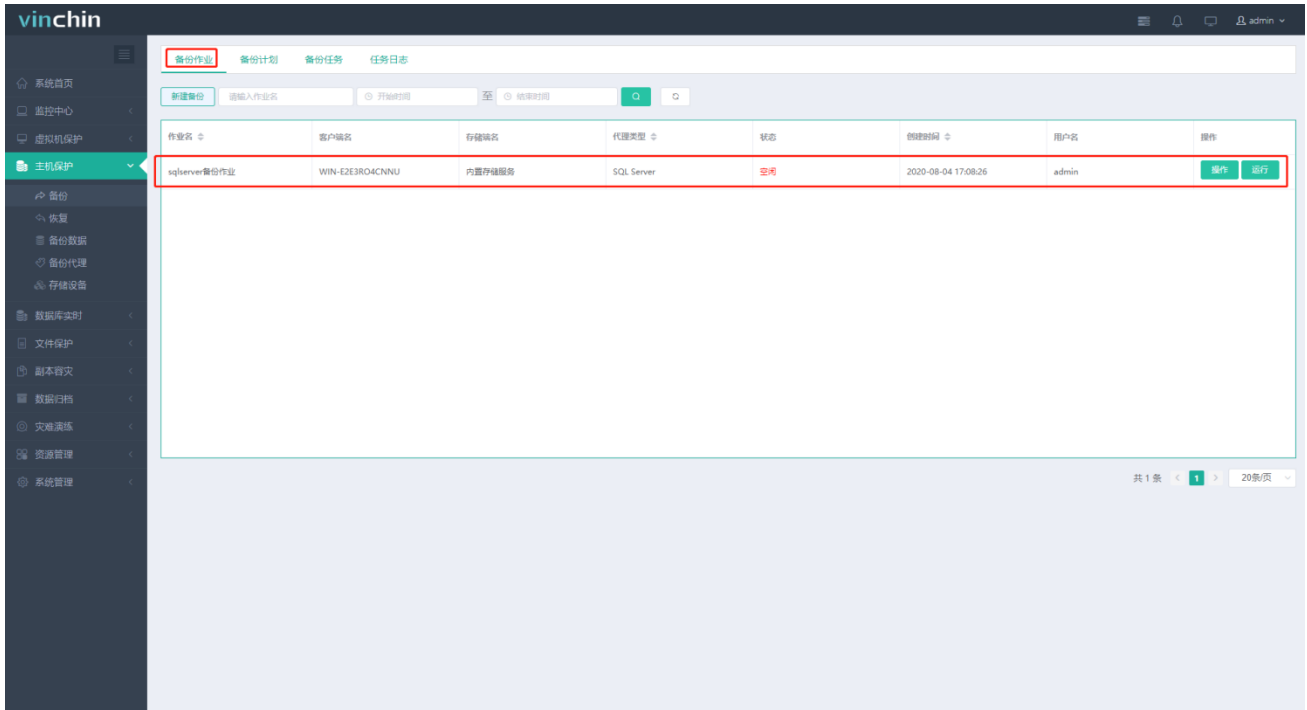 vinchin
admin
备份作业 备份计划 备份任务 任务日志
系统首页
新建备份 请输入作业名 开始时间 至 结束时间
监控中心
虚拟机保护
作业名 客户端名 存储端名 代理类型 状态 创建时间 用户名 操作
主机保护
sqlserver备份作业 WIN-E2E3RO4CNNU 内置存储服务 SQL Server 空闲 2020-08-04 17:08:26 admin 操作 运行
备份
恢复
备份数据
备份代理
存储设备
数据库实时
文件保护
副本容灾
数据归档
灾难演练
资源管理
共 1 条 1 20条/页
系统管理